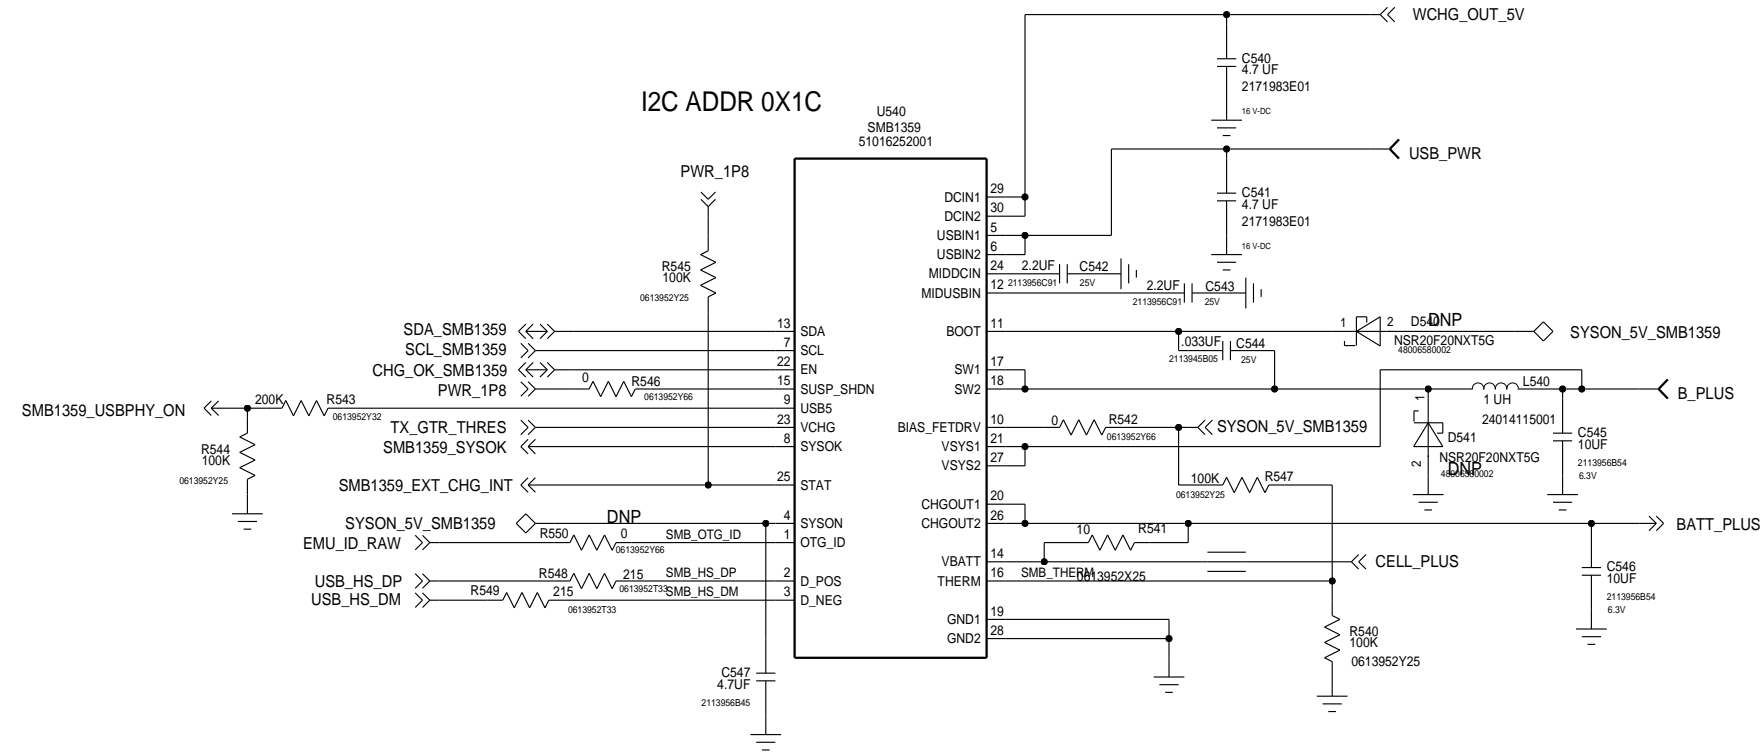 WCHG_OUT_5V
C540
4.7 UF
2171983E01
16 V-DC
I2C ADDR 0X1C
U540
SMB1359
51016252001
USB_PWR
C541
4.7 UF
2171983E01
16 V-DC
PWR_1P8
R545
100K
0613952Y25
DCIN1 29
DCIN2 30
USBIN1 5
USBIN2 6
MIDDCIN 24 2.2UF C542
2113956C91 25V
MIDUSBIN 12 2.2UF C543
2113956C91 25V
SDA_SMB1359 13 SDA
SCL_SMB1359 7 SCL
CHG_OK_SMB1359 22 EN
PWR_1P8 0 R546 15 SUSP_SHDN
0613952Y66
SMB1359_USBPHY_ON 200K R543 9 USB5
0613952Y32
R544
100K
0613952Y25
TX_GTR_THRES 23 VCHG
SMB1359_SYSOK 8 SYSOK
SMB1359_EXT_CHG_INT 25 STAT
SYSON_5V_SMB1359 DNP 4 SYSON
EMU_ID_RAW R550 0 SMB_OTG_ID 1 OTG_ID
0613952Y66
USB_HS_DP R548 215 SMB_HS_DP 2 D_POS
0613952T33
USB_HS_DM R549 215 SMB_HS_DM 3 D_NEG
0613952T33
C547
4.7UF
2113956B45
BOOT 11 1 2 D540 DNP SYSON_5V_SMB1359
NSR20F20NXT5G
48006580002
.033UF C544
2113945B05 25V
SW1 17
SW2 18
L540
1 UH
24014115001
B_PLUS
1
D541
2 NSR20F20NXT5G
48006580002
DNP
C545
10UF
2113956B54
6.3V
BIAS_FETDRV 10 0 R542 SYSON_5V_SMB1359
0613952Y66
VSYS1 21
VSYS2 27
100K R547
0613952Y25
CHGOUT1 20
CHGOUT2 26
BATT_PLUS
10 R541
VBATT 14 CELL_PLUS
THERM 16 SMB_THERM 0613952X25
C546
10UF
2113956B54
6.3V
GND1 19
GND2 28
R540
100K
0613952Y25